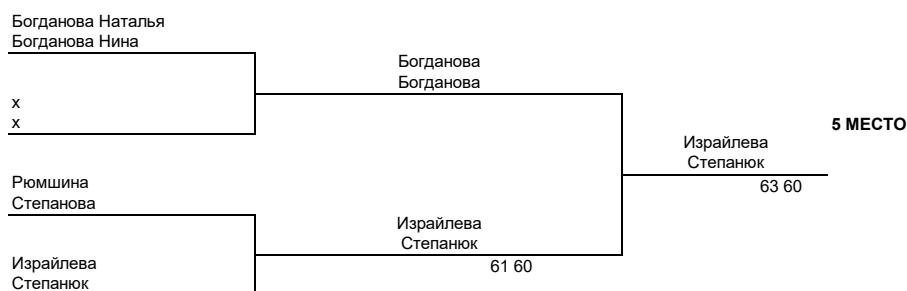 Богданова Наталья
Богданова Нина
Богданова
Богданова
х
х
5 МЕСТО
Израйлева
Степанюк
63 60
Рюмшина
Степанова
Израйлева
Степанюк
61 60
Израйлева
Степанюк